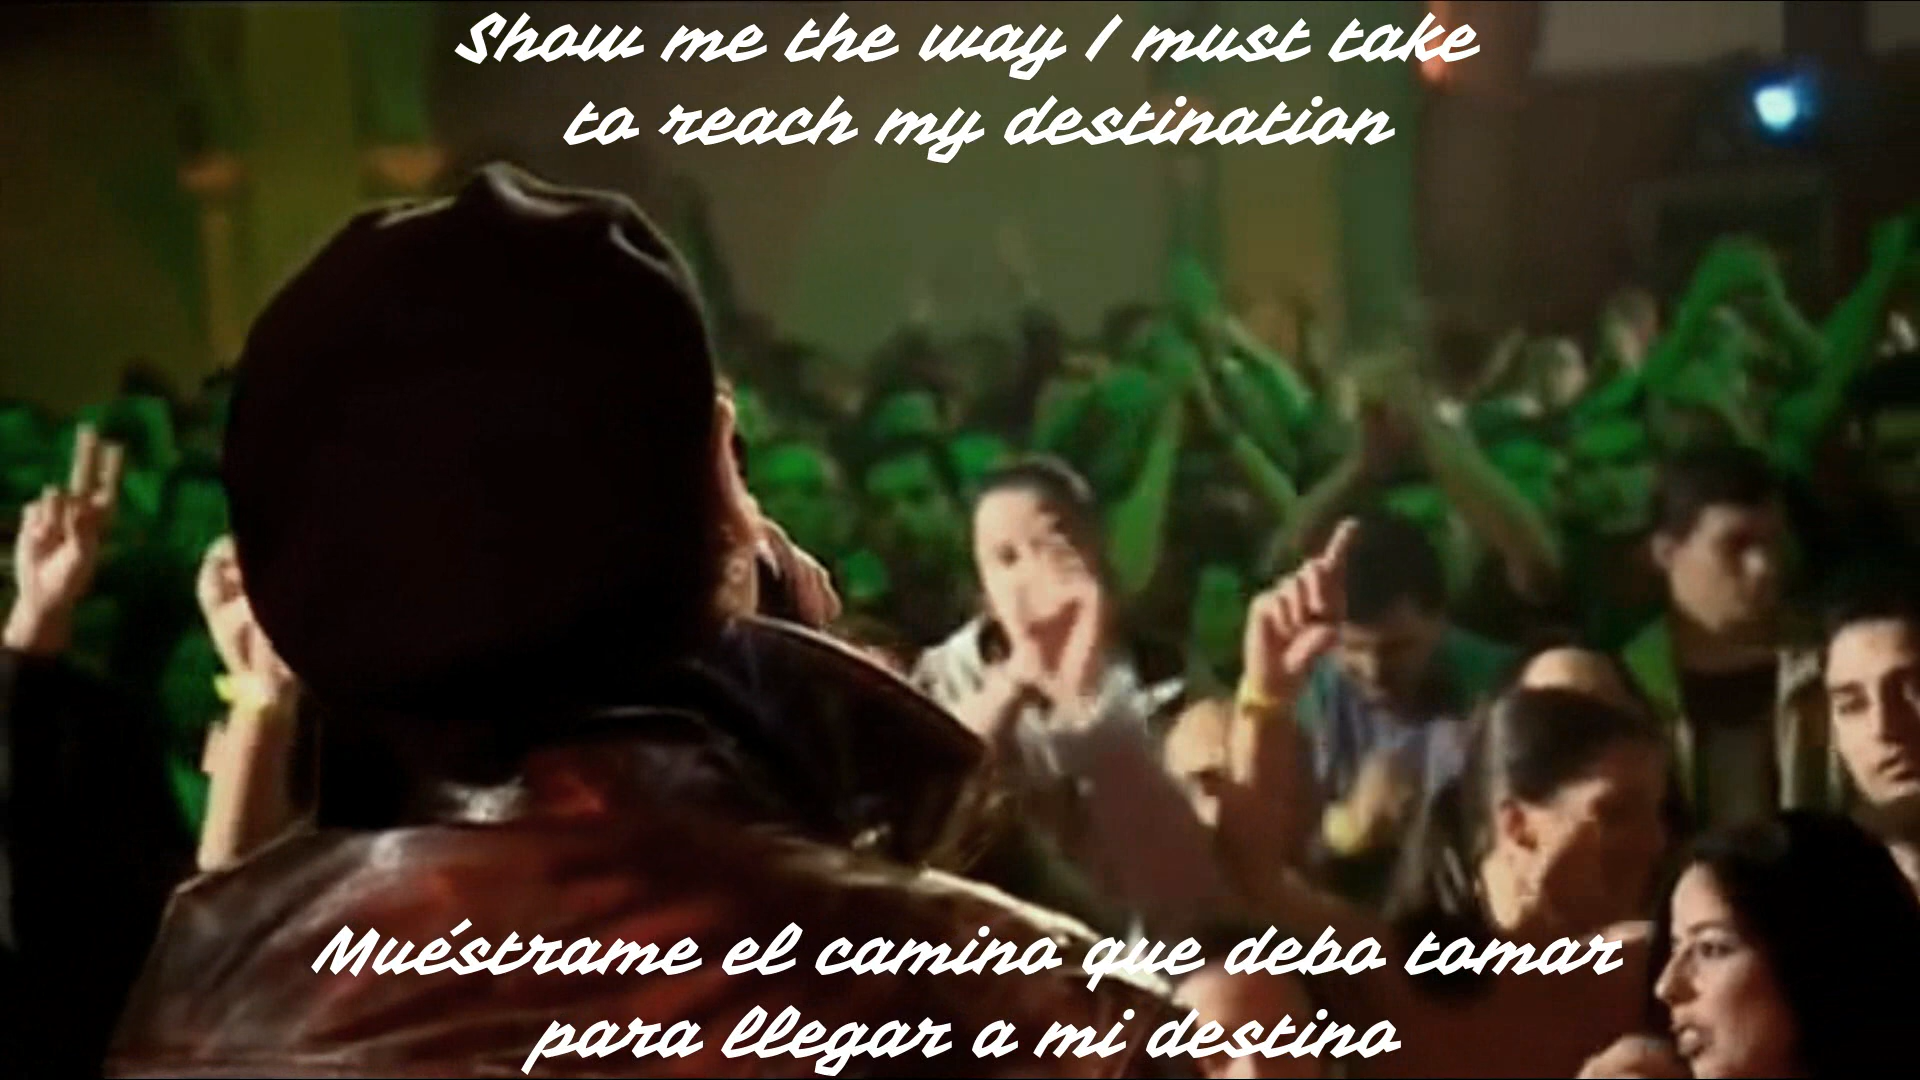 Show me the way I must take
to reach my destination
Muéstrame el camino que debo tomar
para llegar a mi destino